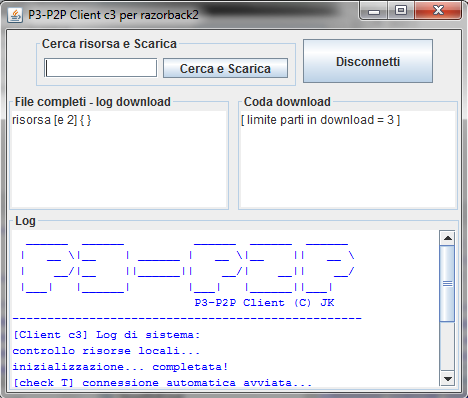 P3-P2P Client c3 per razorback2
Cerca risorsa e Scarica
Cerca e Scarica
Disconnetti
File completi - log download
Coda download
risorsa [e 2] { }
[ limite parti in download = 3 ]
Log
P3-P2P
P3-P2P Client (C) JK
--------------------------------------------------
[Client c3] Log di sistema:
controllo risorse locali...
inizializzazione... completata!
[check T] connessione automatica avviata...